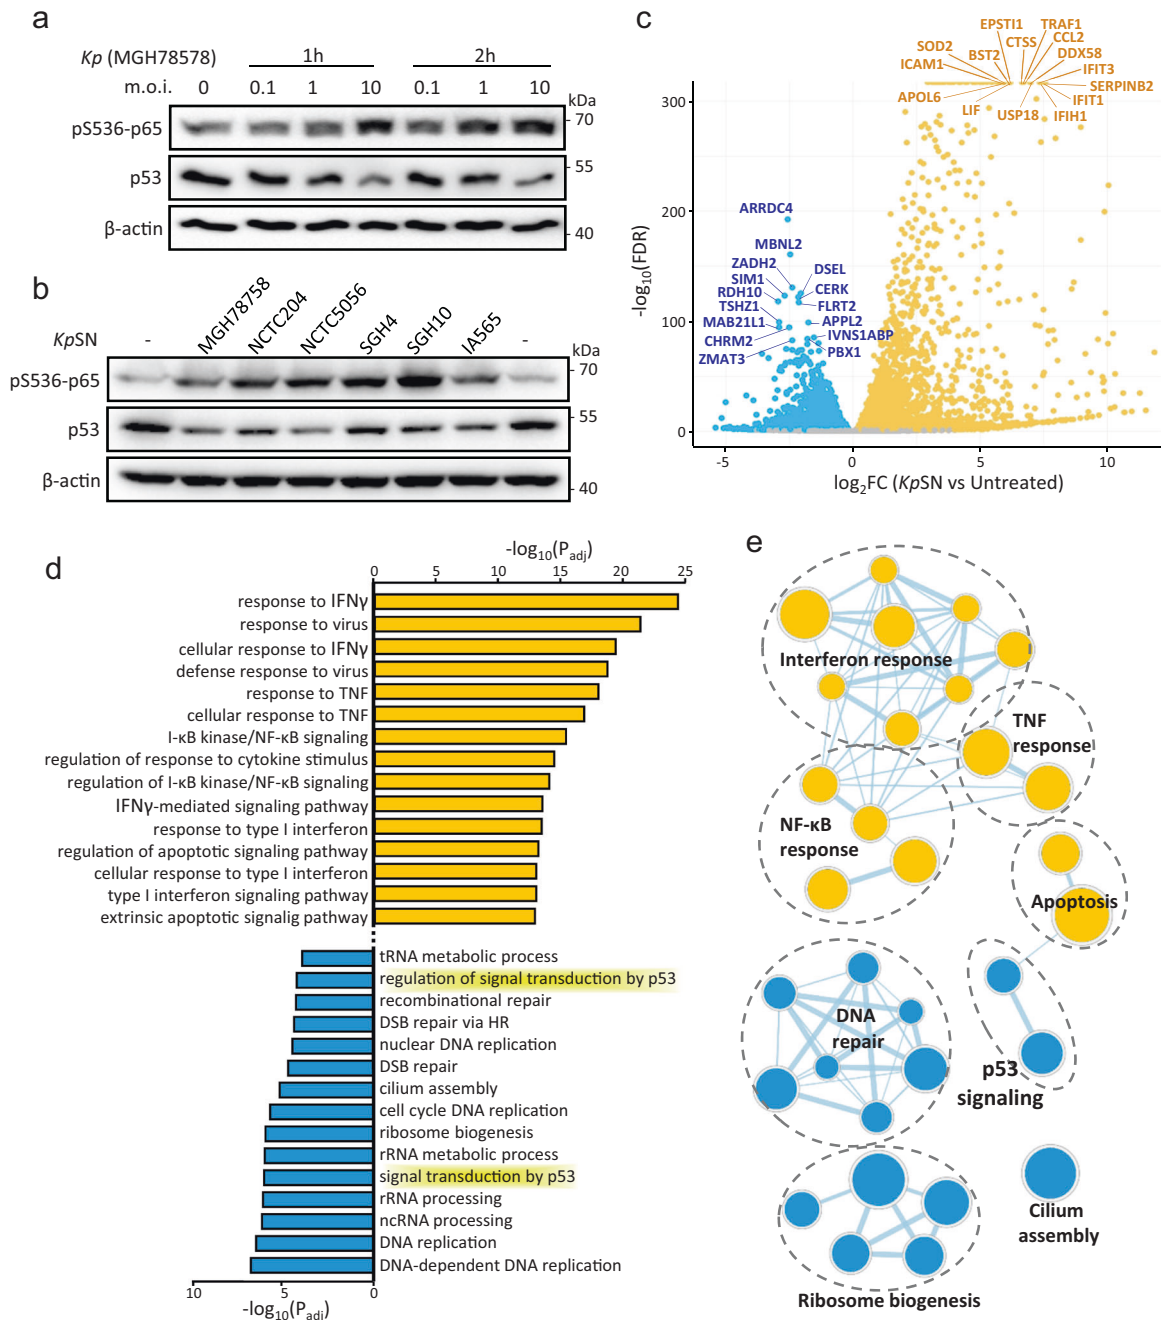 a
Kp (MGH78578)
1h
2h
m.o.i.
0
0.1
1
10
0.1
1
10
kDa
pS536-p65
70
p53
55
β-actin
40
b
KpSN
-
MGH78758
NCTC204
NCTC5056
SGH4
SGH10
IA565
-
kDa
pS536-p65
70
p53
55
β-actin
40
c
EPSTI1
TRAF1
SOD2
CTSS
CCL2
BST2
DDX58
ICAM1
IFIT3
SERPINB2
APOL6
LIF
USP18
IFIT1
IFIH1
300
200
100
0
-log10(FDR)
ARRDC4
MBNL2
ZADH2
DSEL
SIM1
CERK
RDH10
FLRT2
TSHZ1
APPL2
MAB21L1
IVNS1ABP
CHRM2
PBX1
ZMAT3
-5
0
5
10
log2FC (KpSN vs Untreated)
d
-log10(Padj)
0
5
10
15
20
25
response to IFNγ
response to virus
cellular response to IFNγ
defense response to virus
response to TNF
cellular response to TNF
I-κB kinase/NF-κB signaling
regulation of response to cytokine stimulus
regulation of I-κB kinase/NF-κB signaling
IFNγ-mediated signaling pathway
response to type I interferon
regulation of apoptotic signaling pathway
cellular response to type I interferon
type I interferon signaling pathway
extrinsic apoptotic signalig pathway
tRNA metabolic process
regulation of signal transduction by p53
recombinational repair
DSB repair via HR
nuclear DNA replication
DSB repair
cilium assembly
cell cycle DNA replication
ribosome biogenesis
rRNA metabolic process
signal transduction by p53
rRNA processing
ncRNA processing
DNA replication
DNA-dependent DNA replication
10
5
0
-log10(Padj)
e
Interferon response
TNF
response
NF-κB
response
Apoptosis
DNA
repair
p53
signaling
Cilium
assembly
Ribosome biogenesis